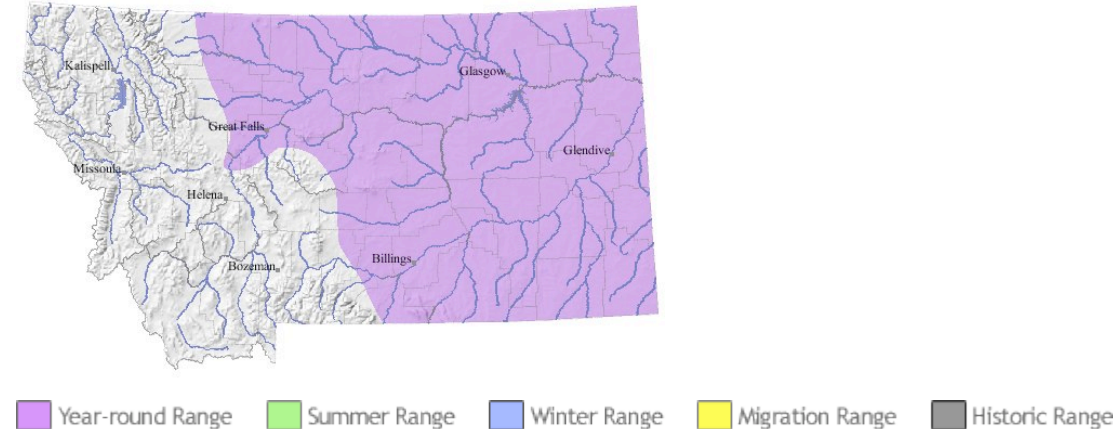 Kalispell
Glasgow
Great Falls
Glendive
Missoula
Helena
Billings
Bozeman
Year-round Range
Summer Range
Winter Range
Migration Range
Historic Range